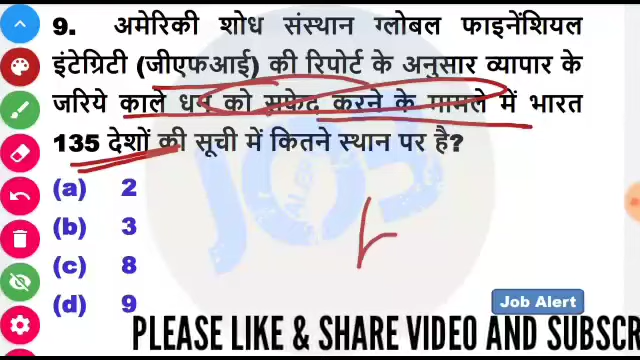 9. अमेरिकी शोध संस्थान ग्लोबल फाइनेंशियल
इंटेग्रिटी (जीएफआई) की रिपोर्ट के अनुसार व्यापार के
जरिये काले धन को सफेद करने के मामले में भारत
135 देशों की सूची में कितने स्थान पर है?
(a) 2
(b) 3
(c) 8
(d) 9
JOB
Job Alert
PLEASE LIKE & SHARE VIDEO AND SUBSCR